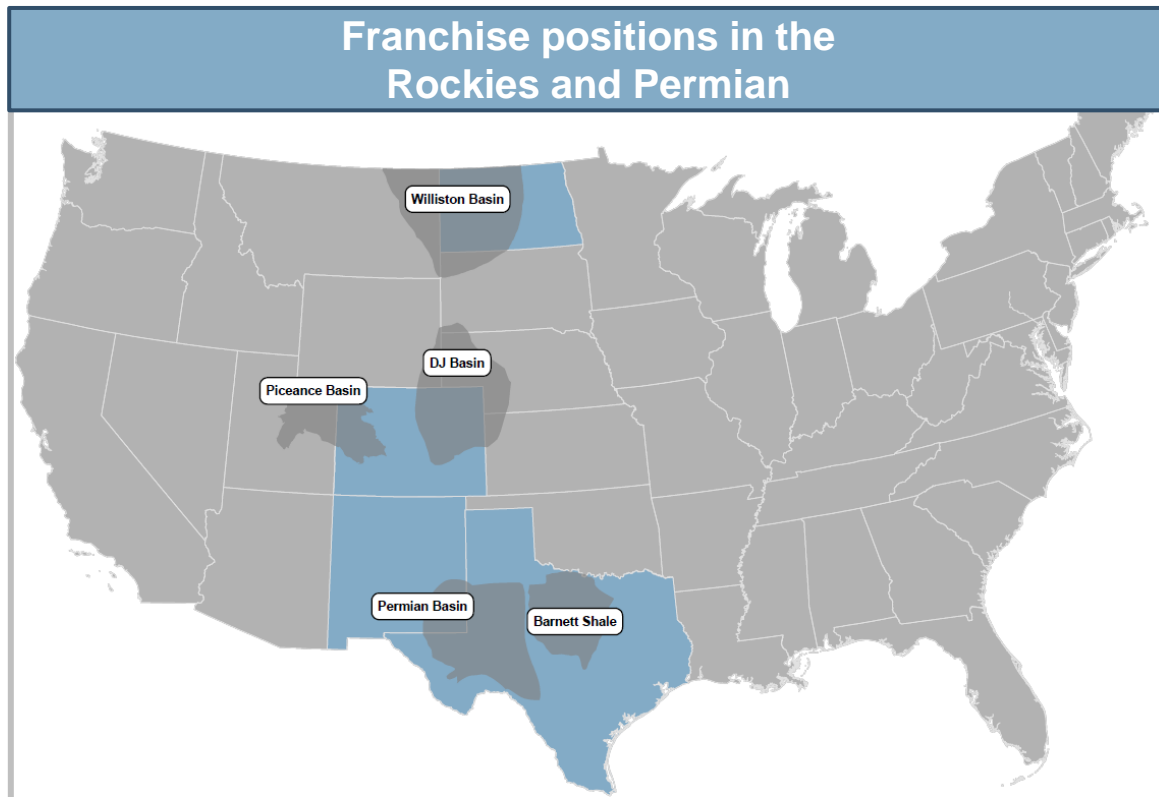 Franchise positions in the
Rockies and Permian
Williston Basin
DJ Basin
Piceance Basin
Permian Basin
Barnett Shale